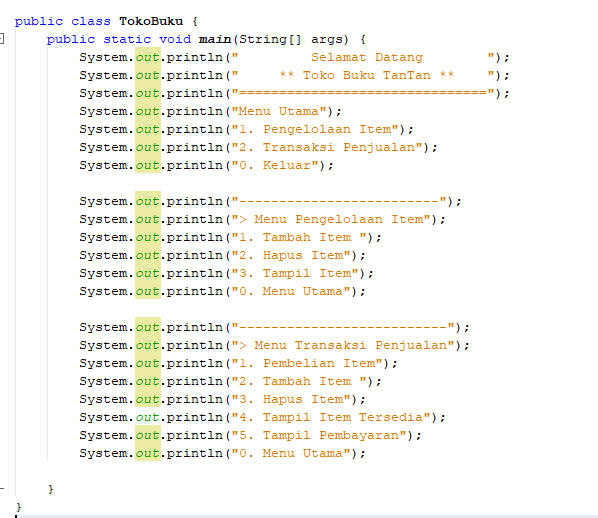 public class TokoBuku {
    public static void main(String[] args) {
        System.out.println("         Selamat Datang        ");
        System.out.println("     ** Toko Buku TanTan **    ");
        System.out.println("===============================");
        System.out.println("Menu Utama");
        System.out.println("1. Pengelolaan Item");
        System.out.println("2. Transaksi Penjualan");
        System.out.println("0. Keluar");
        System.out.println("-------------------------");
        System.out.println("> Menu Pengelolaan Item");
        System.out.println("1. Tambah Item ");
        System.out.println("2. Hapus Item");
        System.out.println("3. Tampil Item");
        System.out.println("0. Menu Utama");
        System.out.println("--------------------------");
        System.out.println("> Menu Transaksi Penjualan");
        System.out.println("1. Pembelian Item");
        System.out.println("2. Tambah Item ");
        System.out.println("3. Hapus Item");
        System.out.println("4. Tampil Item Tersedia");
        System.out.println("5. Tampil Pembayaran");
        System.out.println("0. Menu Utama");
    }
}